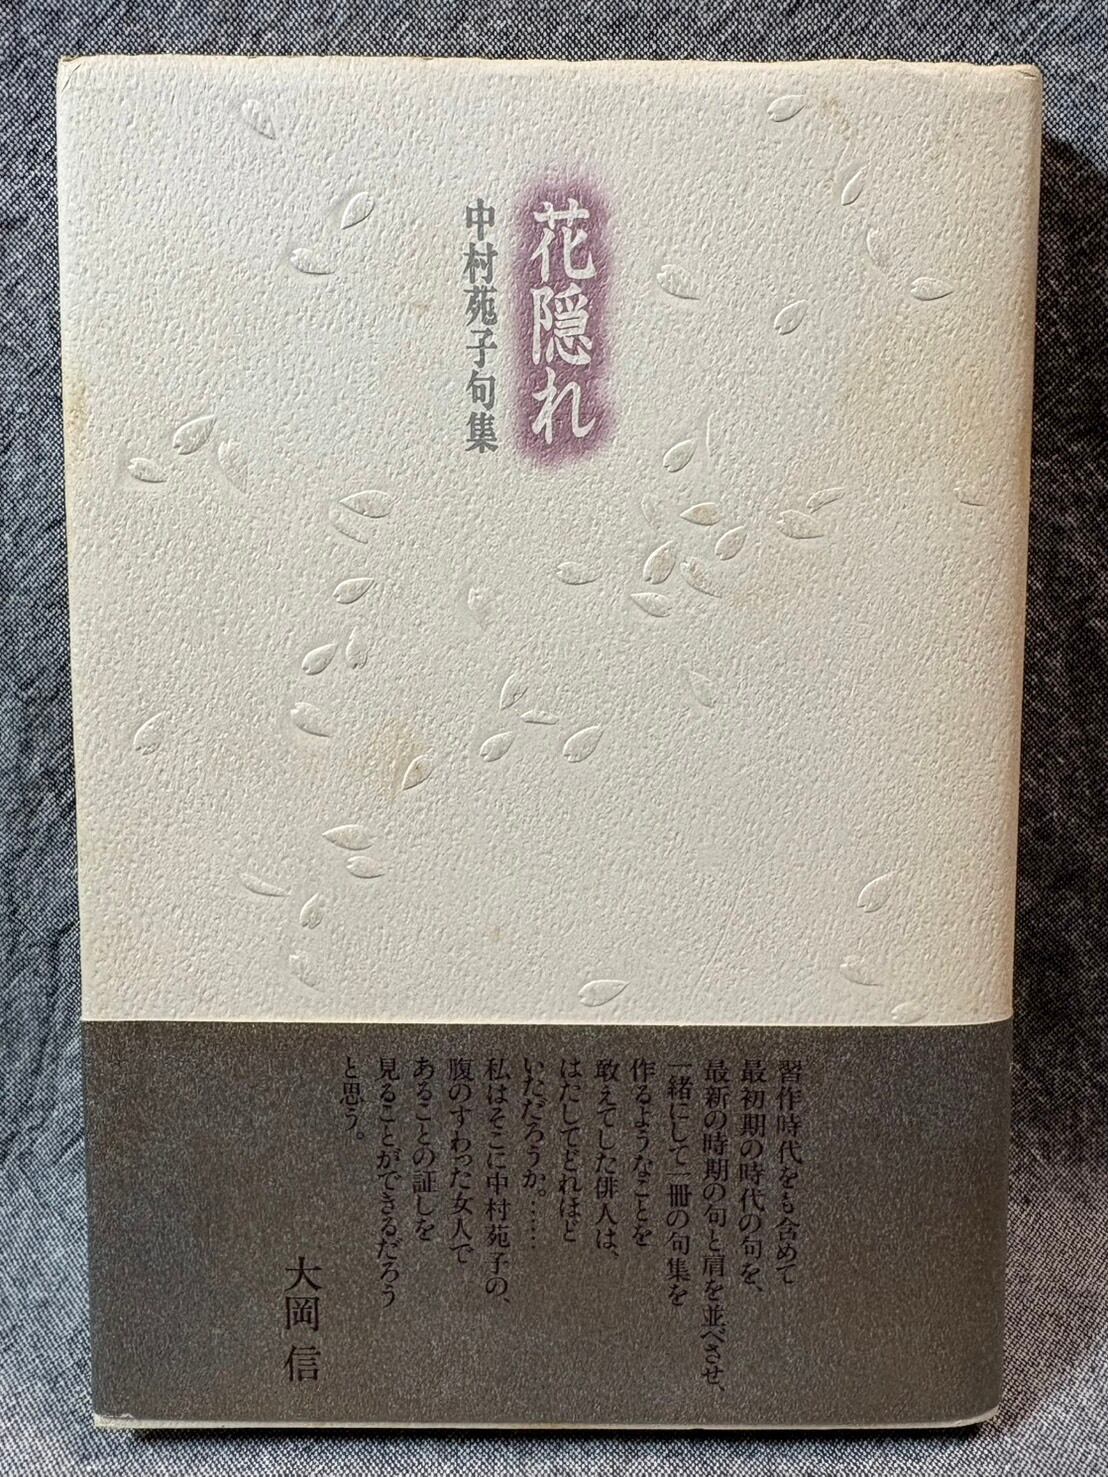 花隠れ
中村苑子句集
習作時代をも含めて
最初期の時代の句を、
最新の時期の句と肩を並べさせ、
一緒にして一冊の句集を
作るようなことを
敢えてした俳人は、
はたしてどれほど
いただろうか。……
私はそこに中村苑子の、
腹のすわった女人で
あることの証しを
見ることができるだろう
と思う。
大岡 信